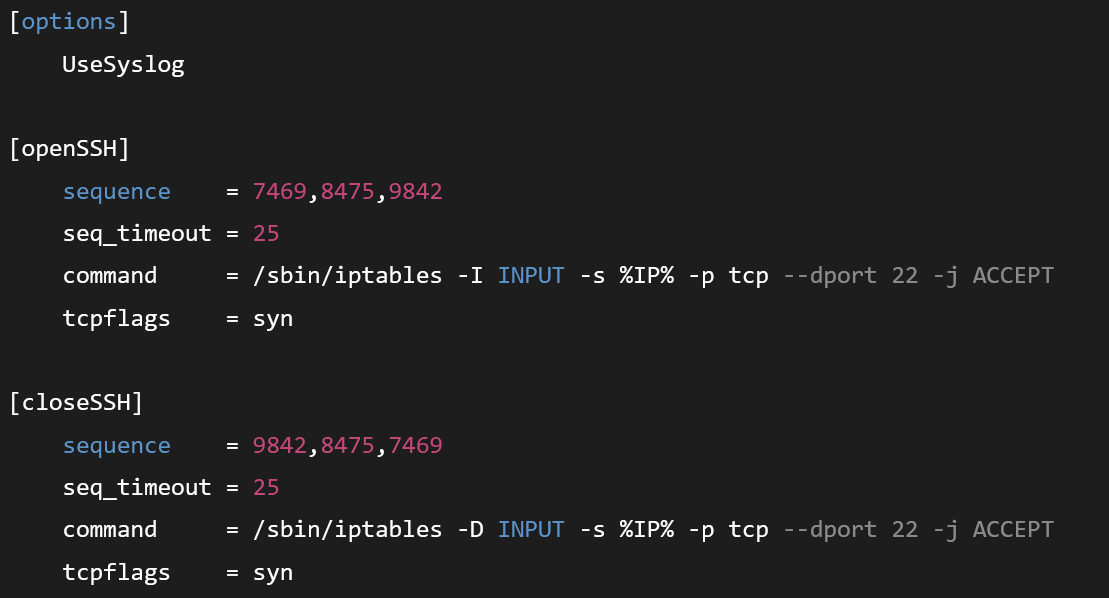 [options]
    UseSyslog

[openSSH]
    sequence    = 7469,8475,9842
    seq_timeout = 25
    command     = /sbin/iptables -I INPUT -s %IP% -p tcp --dport 22 -j ACCEPT
    tcpflags    = syn

[closeSSH]
    sequence    = 9842,8475,7469
    seq_timeout = 25
    command     = /sbin/iptables -D INPUT -s %IP% -p tcp --dport 22 -j ACCEPT
    tcpflags    = syn